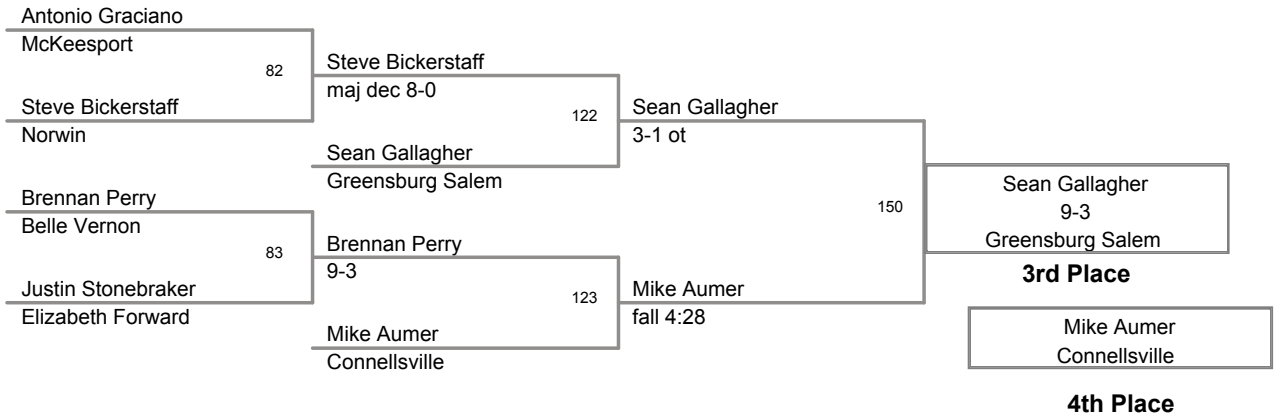 Antonio Graciano
McKeesport
82
Steve Bickerstaff
Norwin
Steve Bickerstaff
maj dec 8-0
122
Sean Gallagher
Greensburg Salem
Sean Gallagher
3-1 ot
Brennan Perry
Belle Vernon
83
Justin Stonebraker
Elizabeth Forward
Brennan Perry
9-3
123
Mike Aumer
Connellsville
Mike Aumer
fall 4:28
150
Sean Gallagher
9-3
Greensburg Salem
3rd Place
Mike Aumer
Connellsville
4th Place